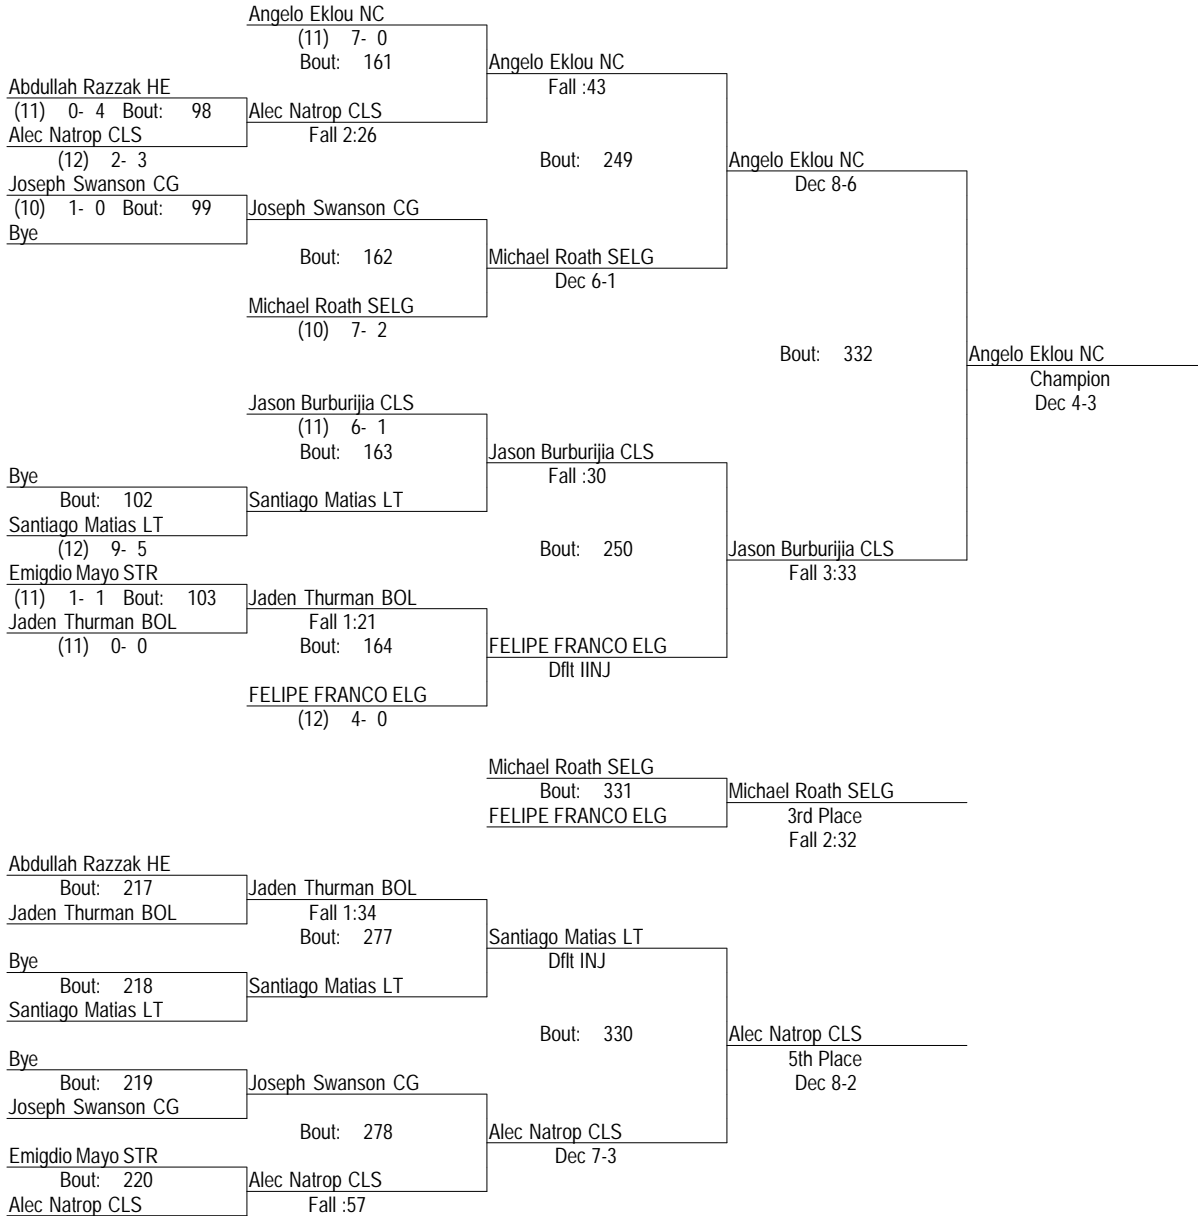 Angelo Eklou NC
(11) 7- 0
Bout: 161
Angelo Eklou NC
Fall :43
Abdullah Razzak HE
(11) 0- 4 Bout: 98
Alec Natrop CLS
Alec Natrop CLS
Fall 2:26
(12) 2- 3
Bout: 249
Angelo Eklou NC
Dec 8-6
Joseph Swanson CG
(10) 1- 0 Bout: 99
Joseph Swanson CG
Bye
Bout: 162
Michael Roath SELG
Dec 6-1
Michael Roath SELG
(10) 7- 2
Bout: 332
Angelo Eklou NC
Champion
Dec 4-3
Jason Burburijia CLS
(11) 6- 1
Bout: 163
Jason Burburijia CLS
Fall :30
Bye
Bout: 102
Santiago Matias LT
Santiago Matias LT
(12) 9- 5
Bout: 250
Jason Burburijia CLS
Fall 3:33
Emigdio Mayo STR
(11) 1- 1 Bout: 103
Jaden Thurman BOL
Jaden Thurman BOL
Fall 1:21
(11) 0- 0
Bout: 164
FELIPE FRANCO ELG
Dflt IINJ
FELIPE FRANCO ELG
(12) 4- 0
Michael Roath SELG
Bout: 331
Michael Roath SELG
FELIPE FRANCO ELG
3rd Place
Fall 2:32
Abdullah Razzak HE
Bout: 217
Jaden Thurman BOL
Jaden Thurman BOL
Fall 1:34
Bout: 277
Santiago Matias LT
Dflt INJ
Bye
Bout: 218
Santiago Matias LT
Santiago Matias LT
Bout: 330
Alec Natrop CLS
5th Place
Dec 8-2
Bye
Bout: 219
Joseph Swanson CG
Joseph Swanson CG
Bout: 278
Alec Natrop CLS
Dec 7-3
Emigdio Mayo STR
Bout: 220
Alec Natrop CLS
Alec Natrop CLS
Fall :57